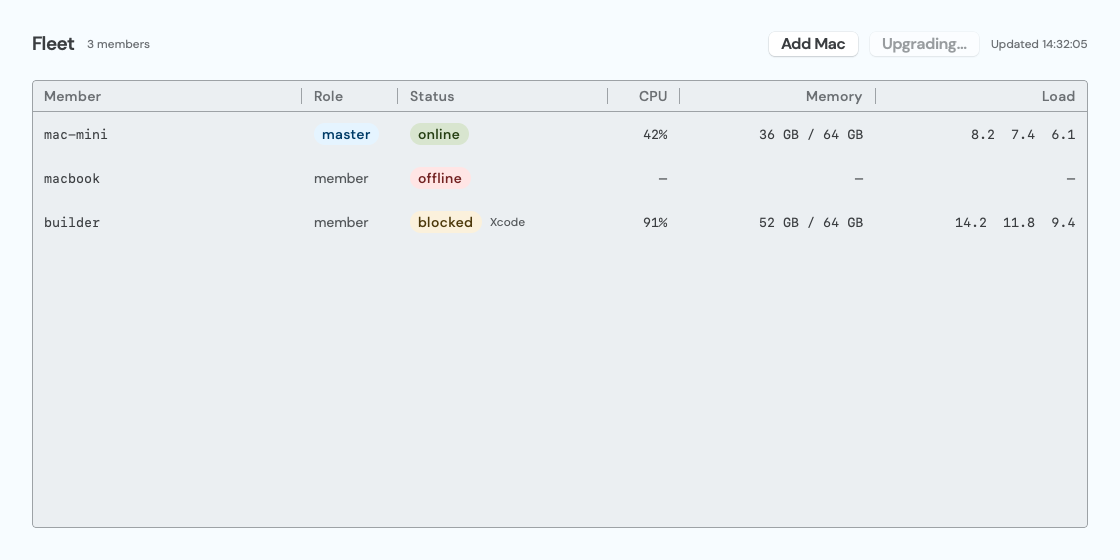 Fleet 3 members Add Mac Upgrading... Updated 14:32:05
Member Role Status CPU Memory Load
mac-mini master online 42% 36 GB / 64 GB 8.2 7.4 6.1
macbook member offline — — —
builder member blocked Xcode 91% 52 GB / 64 GB 14.2 11.8 9.4